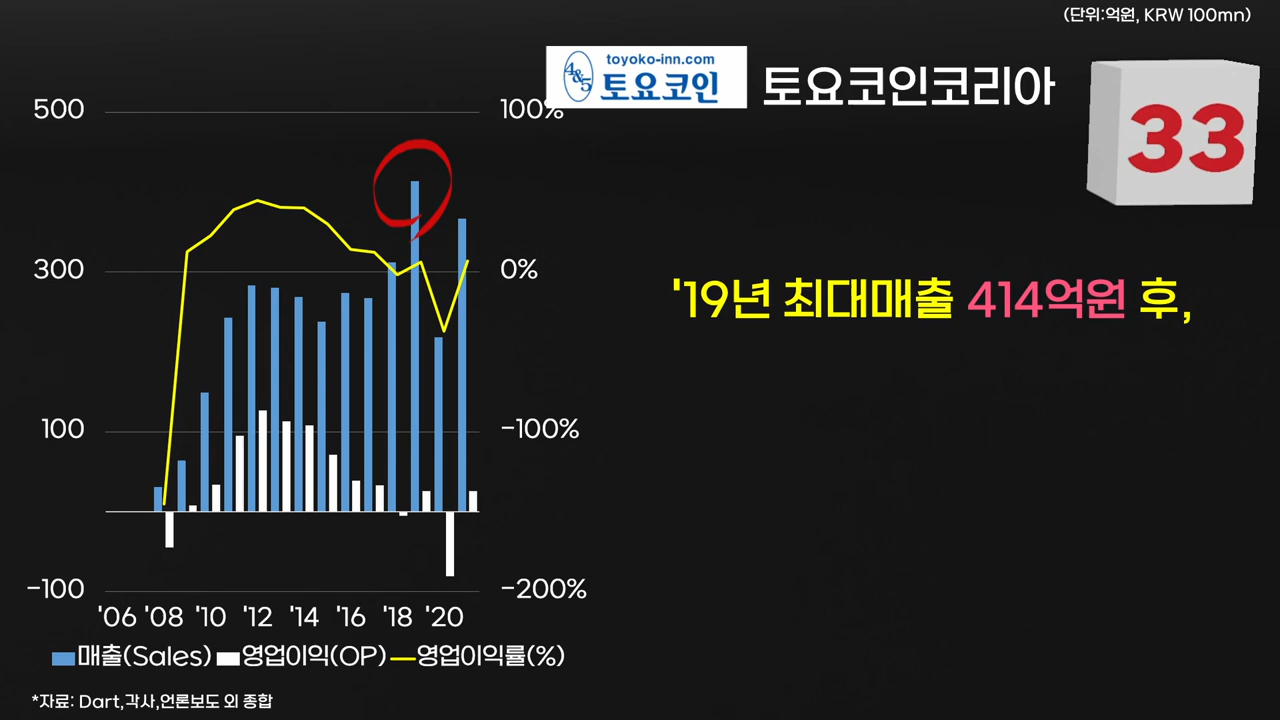 (단위:억원, KRW 100mn)
toyoko-inn.com
4&5
토요코인
토요코인코리아
33
500
300
100
-100
100%
0%
-100%
-200%
'19년 최대매출 414억원 후,
'06 '08 '10 '12 '14 '16 '18 '20
매출(Sales) 영업이익(OP) 영업이익률(%)
*자료: Dart,각사,언론보도 외 종합